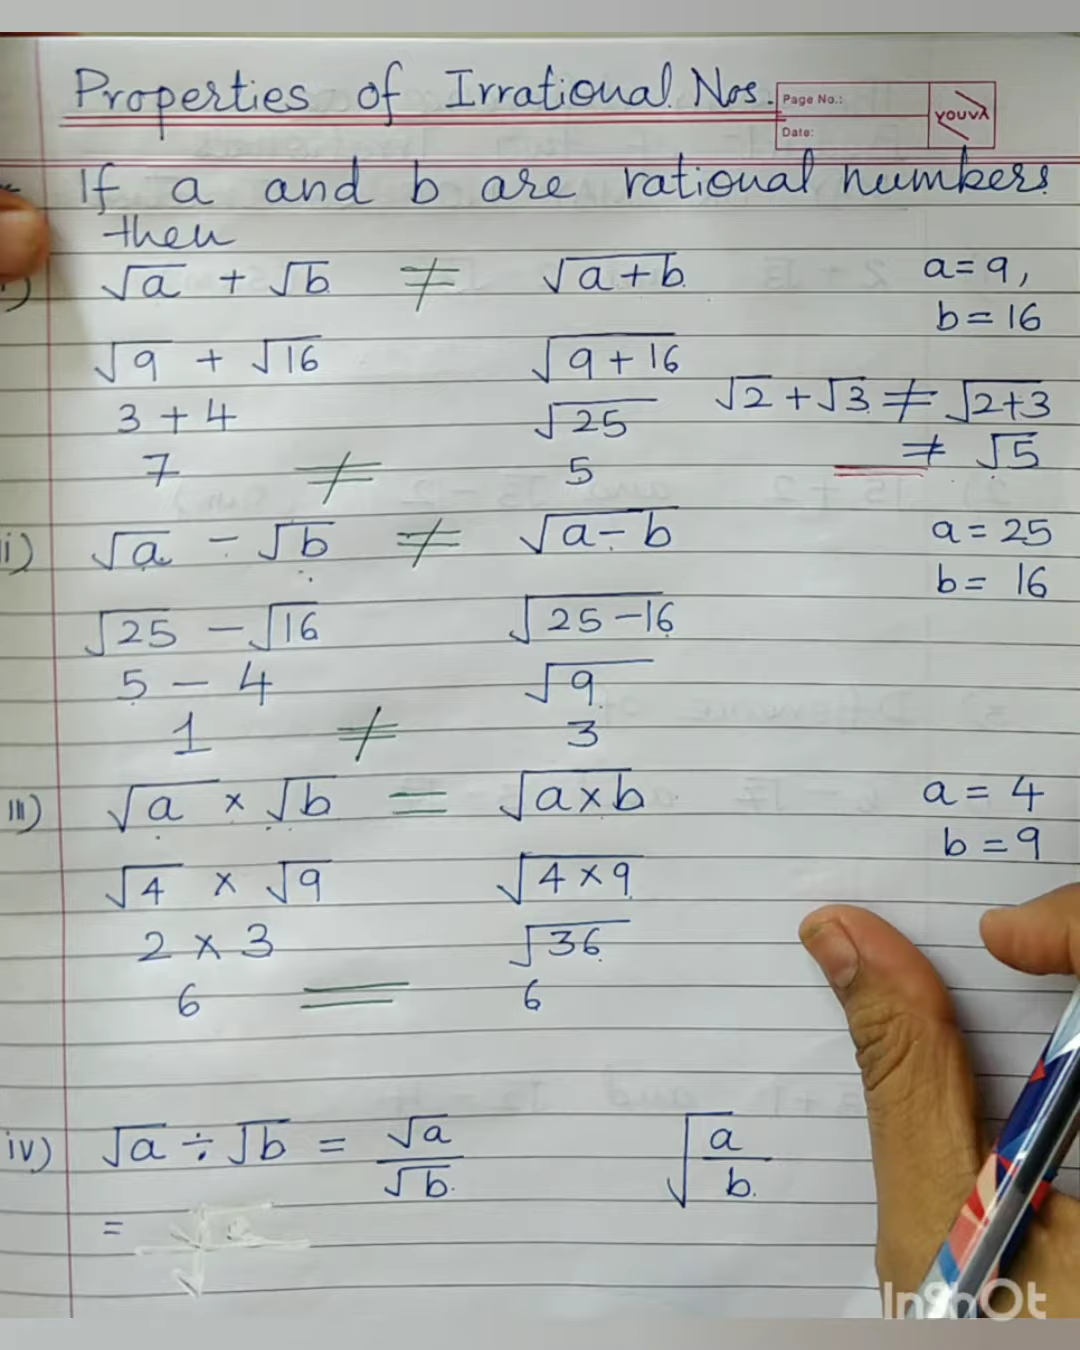 Properties of Irrational Nos.
Page No.:
Date:
YOUVA
If a and b are rational numbers
then
√a + √b ≠ √a+b a=9,
b=16
√9 + √16 √9+16
3+4 √25 √2+√3 ≠ √2+3
7 ≠ 5 ≠ √5
ii) √a - √b ≠ √a-b a=25
b= 16
√25 - √16 √25-16
5 - 4 √9
1 ≠ 3
iii) √a × √b = √a×b a=4
b=9
√4 × √9 √4×9
2 × 3 √36
6 = 6
iv) √a ÷ √b = √a/√b √a/b
=
InShOt